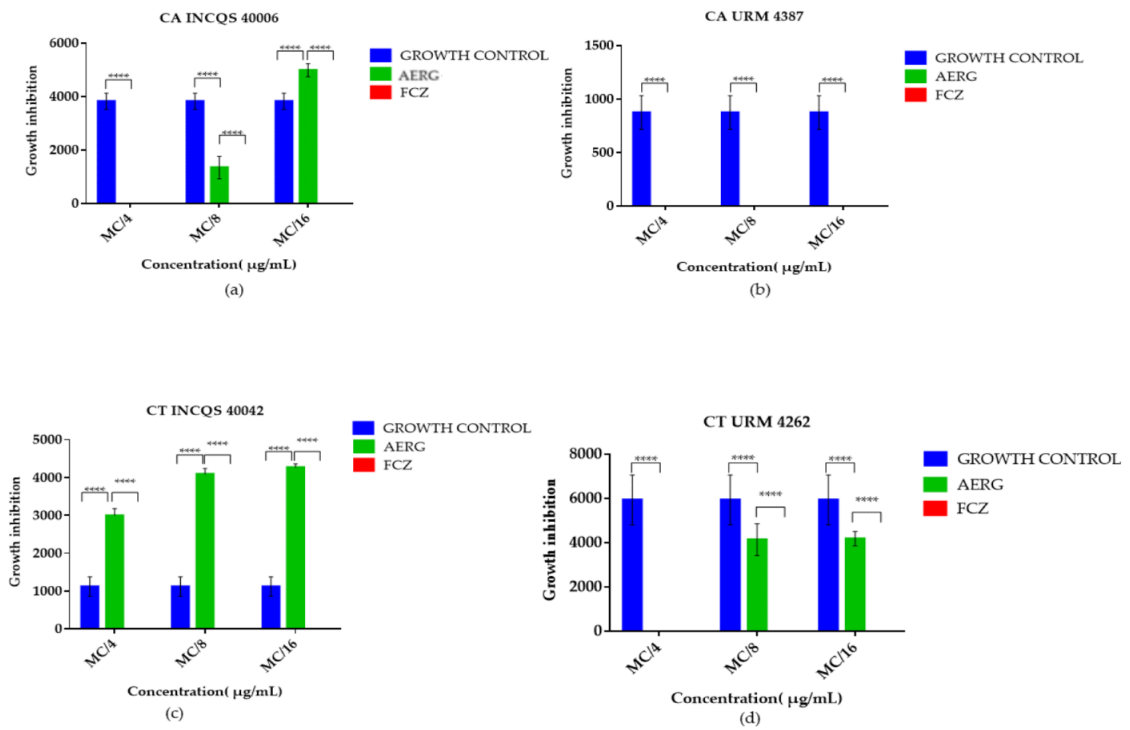 CA INCQS 40006
6000
4000
2000
0
Growth inhibition
**** **** **** **** ****
MC/4 MC/8 MC/16
Concentration( µg/mL)
(a)
GROWTH CONTROL
AERG
FCZ
CA URM 4387
1500
1000
500
0
Growth inhibition
**** **** ****
MC/4 MC/8 MC/16
Concentration( µg/mL)
(b)
GROWTH CONTROL
AERG
FCZ
CT INCQS 40042
5000
4000
3000
2000
1000
0
Growth inhibition
**** **** **** **** **** ****
MC/4 MC/8 MC/16
Concentration( µg/mL)
(c)
GROWTH CONTROL
AERG
FCZ
CT URM 4262
8000
6000
4000
2000
0
Growth inhibition
**** **** **** **** ****
MC/4 MC/8 MC/16
Concentration( µg/mL)
(d)
GROWTH CONTROL
AERG
FCZ